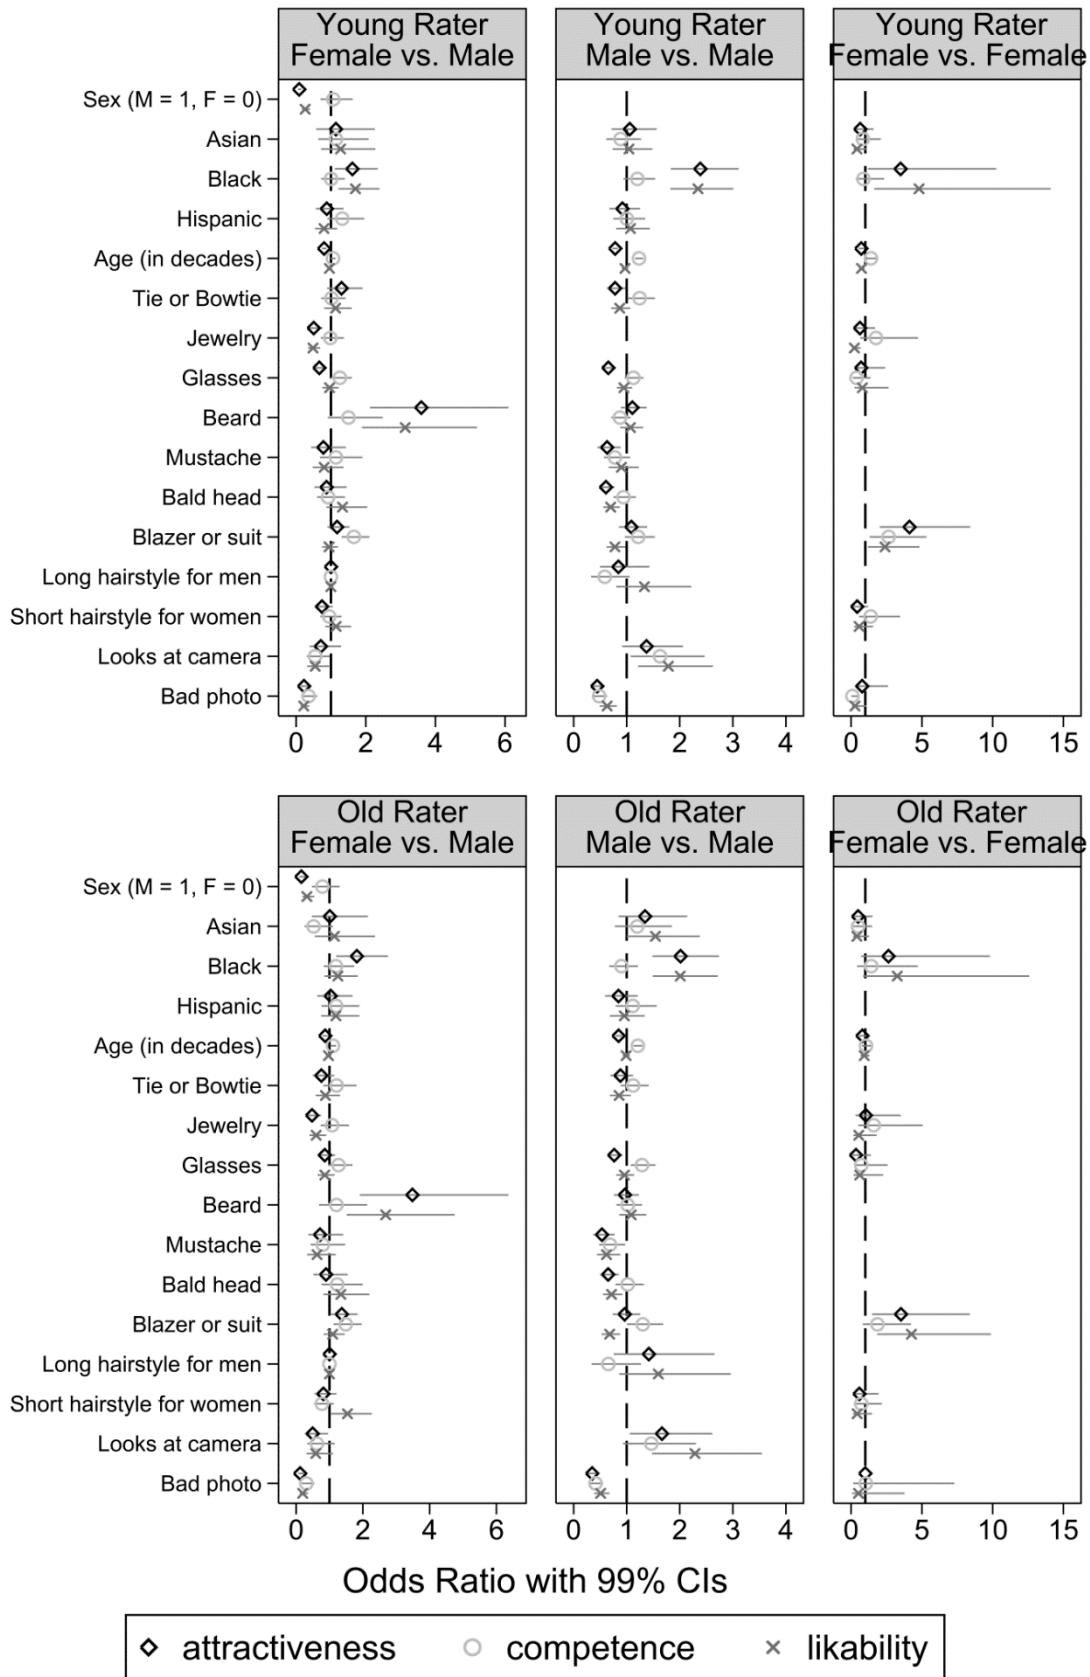 Young Rater
Female vs. Male
Young Rater
Male vs. Male
Young Rater
Female vs. Female
Sex (M = 1, F = 0)
Asian
Black
Hispanic
Age (in decades)
Tie or Bowtie
Jewelry
Glasses
Beard
Mustache
Bald head
Blazer or suit
Long hairstyle for men
Short hairstyle for women
Looks at camera
Bad photo
0 2 4 6
0 1 2 3 4
0 5 10 15
Old Rater
Female vs. Male
Old Rater
Male vs. Male
Old Rater
Female vs. Female
Sex (M = 1, F = 0)
Asian
Black
Hispanic
Age (in decades)
Tie or Bowtie
Jewelry
Glasses
Beard
Mustache
Bald head
Blazer or suit
Long hairstyle for men
Short hairstyle for women
Looks at camera
Bad photo
0 2 4 6
0 1 2 3 4
0 5 10 15
Odds Ratio with 99% CIs
attractiveness competence likability